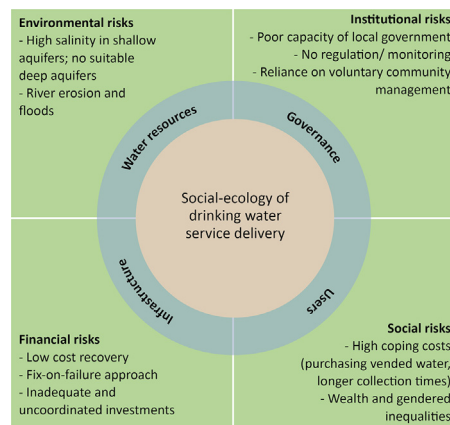 Environmental risks
- High salinity in shallow
aquifers; no suitable
deep aquifers
- River erosion and
floods
Institutional risks
- Poor capacity of local government
- No regulation/ monitoring
- Reliance on voluntary community
management
Water resources
Governance
Social-ecology of
drinking water
service delivery
Infrastructure
Users
Financial risks
- Low cost recovery
- Fix-on-failure approach
- Inadequate and
uncoordinated investments
Social risks
- High coping costs
(purchasing vended water,
longer collection times)
- Wealth and gendered
inequalities